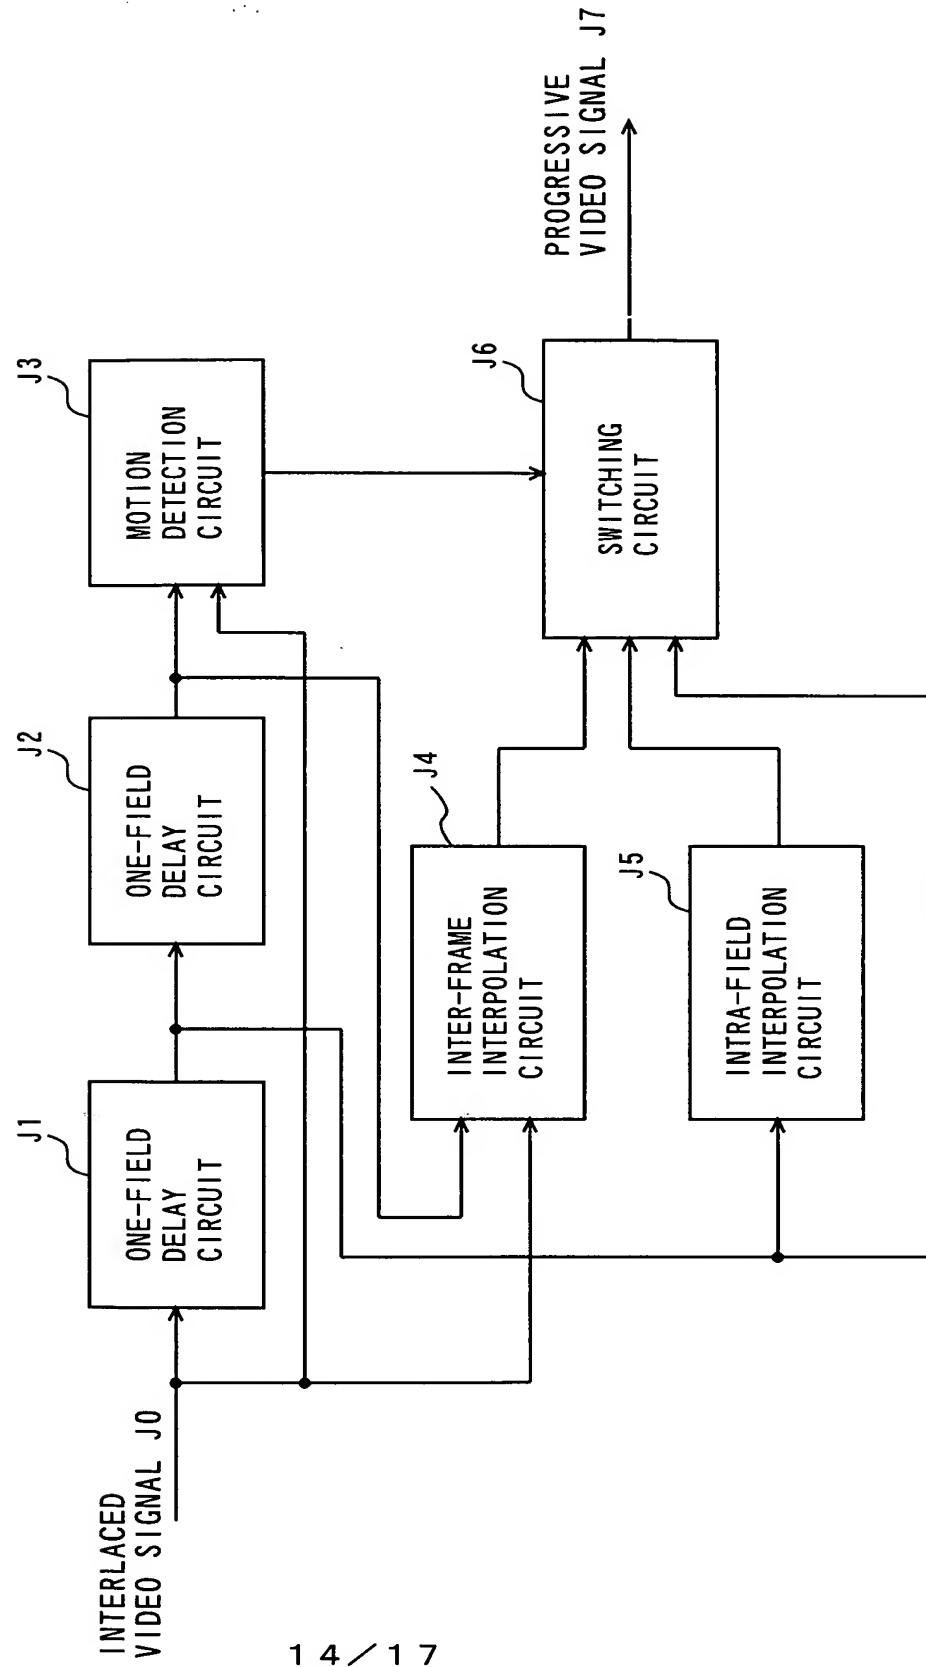 INTERLACED
VIDEO SIGNAL J0
J1
ONE-FIELD
DELAY
CIRCUIT
J2
ONE-FIELD
DELAY
CIRCUIT
J3
MOTION
DETECTION
CIRCUIT
J4
INTER-FRAME
INTERPOLATION
CIRCUIT
J5
INTRA-FIELD
INTERPOLATION
CIRCUIT
J6
SWITCHING
CIRCUIT
PROGRESSIVE
VIDEO SIGNAL J7
14/17